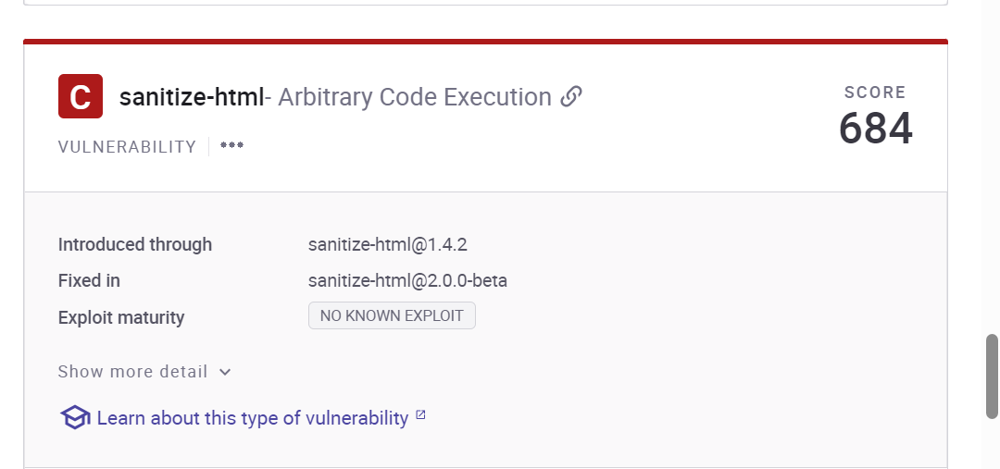 C sanitize-html- Arbitrary Code Execution
VULNERABILITY
SCORE
684
Introduced through sanitize-html@1.4.2
Fixed in sanitize-html@2.0.0-beta
Exploit maturity NO KNOWN EXPLOIT
Show more detail
Learn about this type of vulnerability